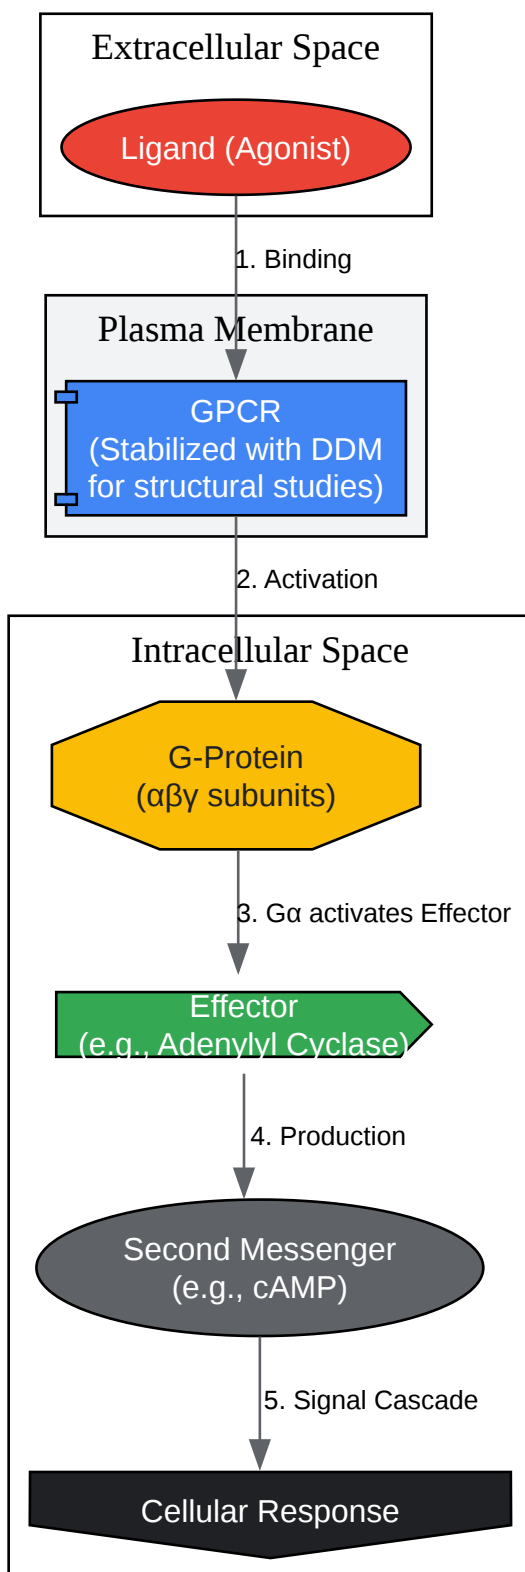 Extracellular Space
Ligand (Agonist)
1. Binding
Plasma Membrane
GPCR
(Stabilized with DDM
for structural studies)
2. Activation
Intracellular Space
G-Protein
(αβγ subunits)
3. Gα activates Effector
Effector
(e.g., Adenylyl Cyclase)
4. Production
Second Messenger
(e.g., cAMP)
5. Signal Cascade
Cellular Response